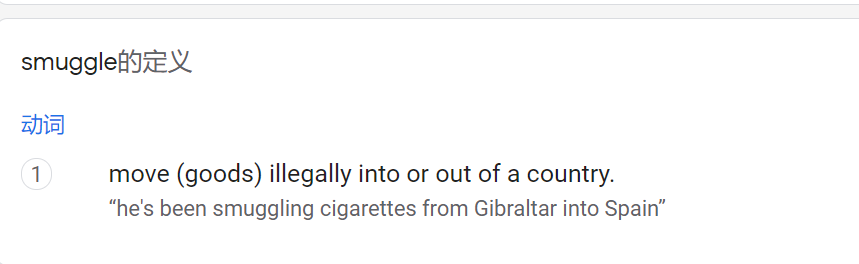 smuggle的定义
动词
1
move (goods) illegally into or out of a country.
“he's been smuggling cigarettes from Gibraltar into Spain”